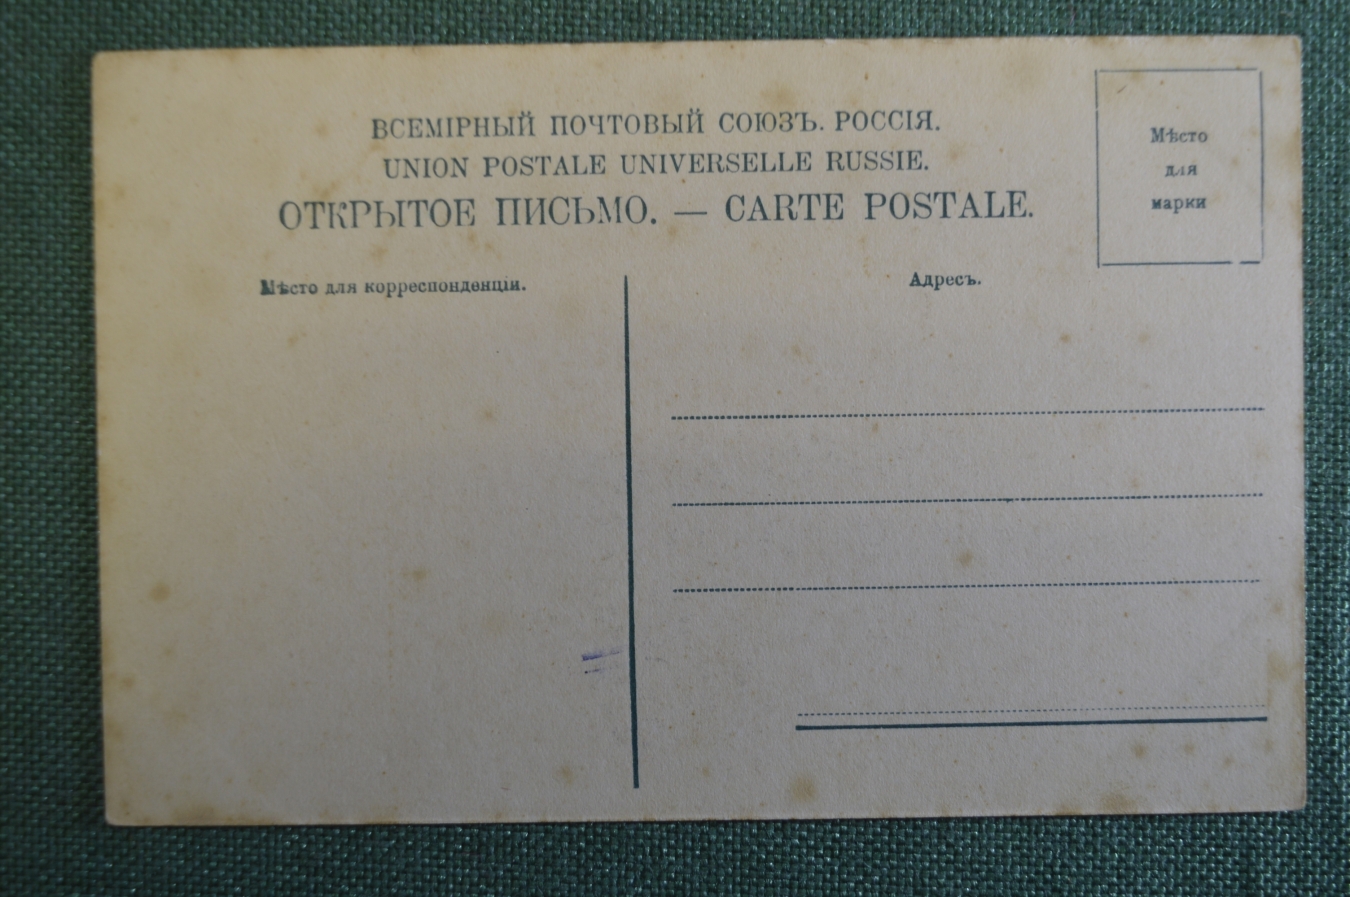 ВСЕМІРНЫЙ ПОЧТОВЫЙ СОЮЗЪ. РОССІЯ.
UNION POSTALE UNIVERSELLE RUSSIE.
ОТКРЫТОЕ ПИСЬМО. — CARTE POSTALE.
Мѣсто
для
марки
Мѣсто для корреспонденціи.
Адресъ.